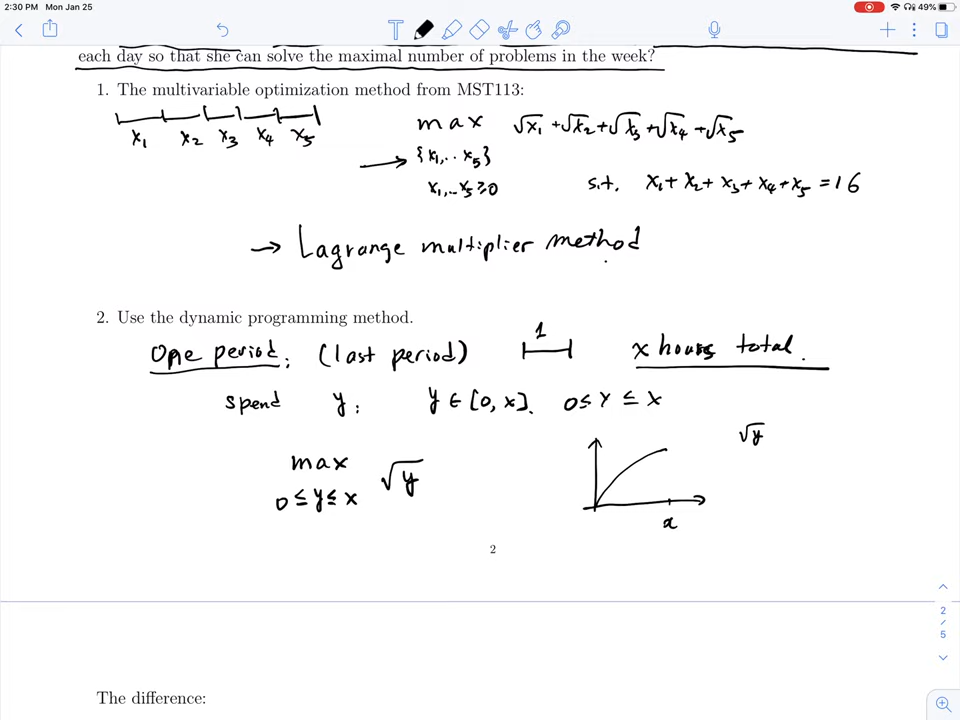 2:30 PM Mon Jan 25
49%
each day so that she can solve the maximal number of problems in the week?
1. The multivariable optimization method from MST113:
x₁ x₂ x₃ x₄ x₅
max √x₁ + √x₂ + √x₃ + √x₄ + √x₅
{x₁,.. x₅}
x₁,.. x₅ ≥ 0 s.t. x₁ + x₂ + x₃ + x₄ + x₅ = 16
→ Lagrange multiplier method
2. Use the dynamic programming method.
One period: (last period) 1 x hours total.
spend y: y ∈ [0, x]. 0 ≤ Y ≤ x
max √y
0 ≤ y ≤ x
√y
x
2
The difference:
2
/
5